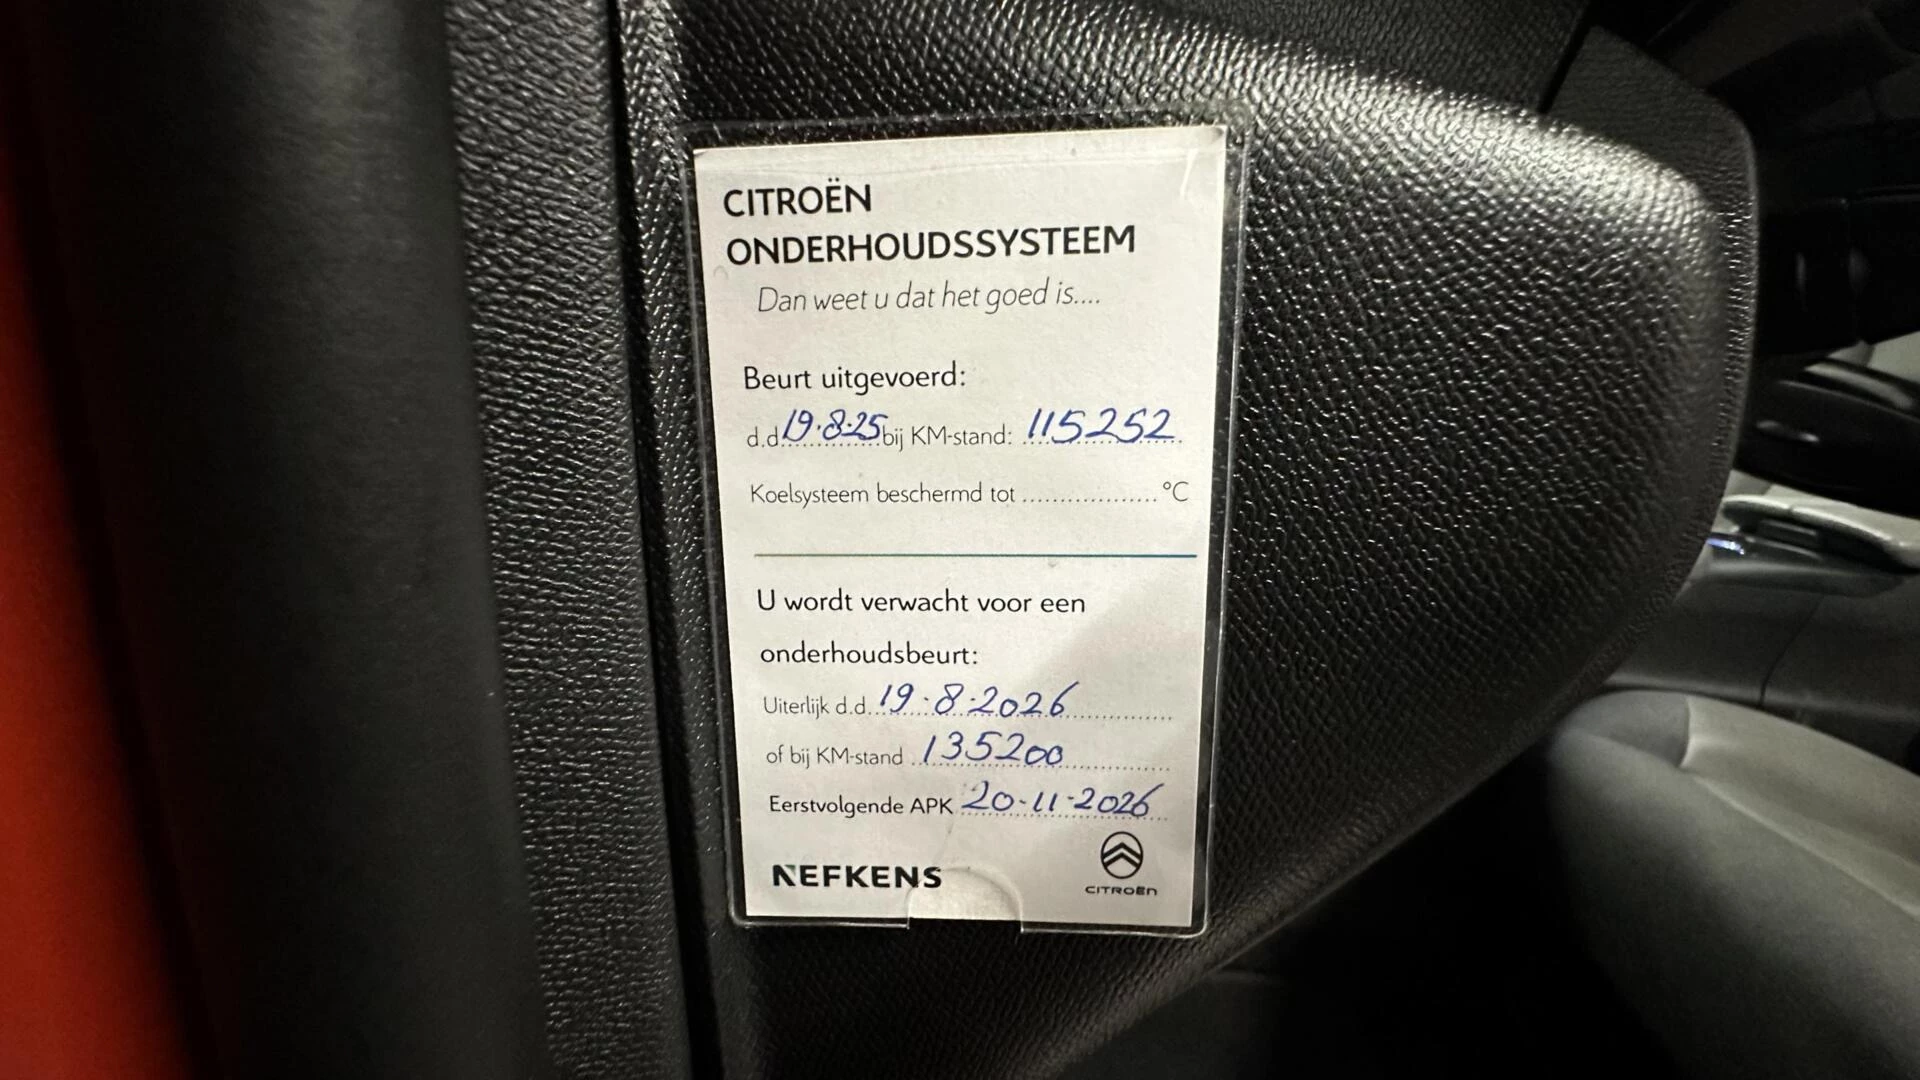 CITROËN
ONDERHOUDSSYSTEEM
Dan weet u dat het goed is....
Beurt uitgevoerd:
d.d. 19-8-25 bij KM-stand: 115252
Koelsysteem beschermd tot .................. °C
U wordt verwacht voor een
onderhoudsbeurt:
Uiterlijk d.d. 19-8-2026
of bij KM-stand 135200
Eerstvolgende APK 20-11-2026
NEFKENS
CITROËN